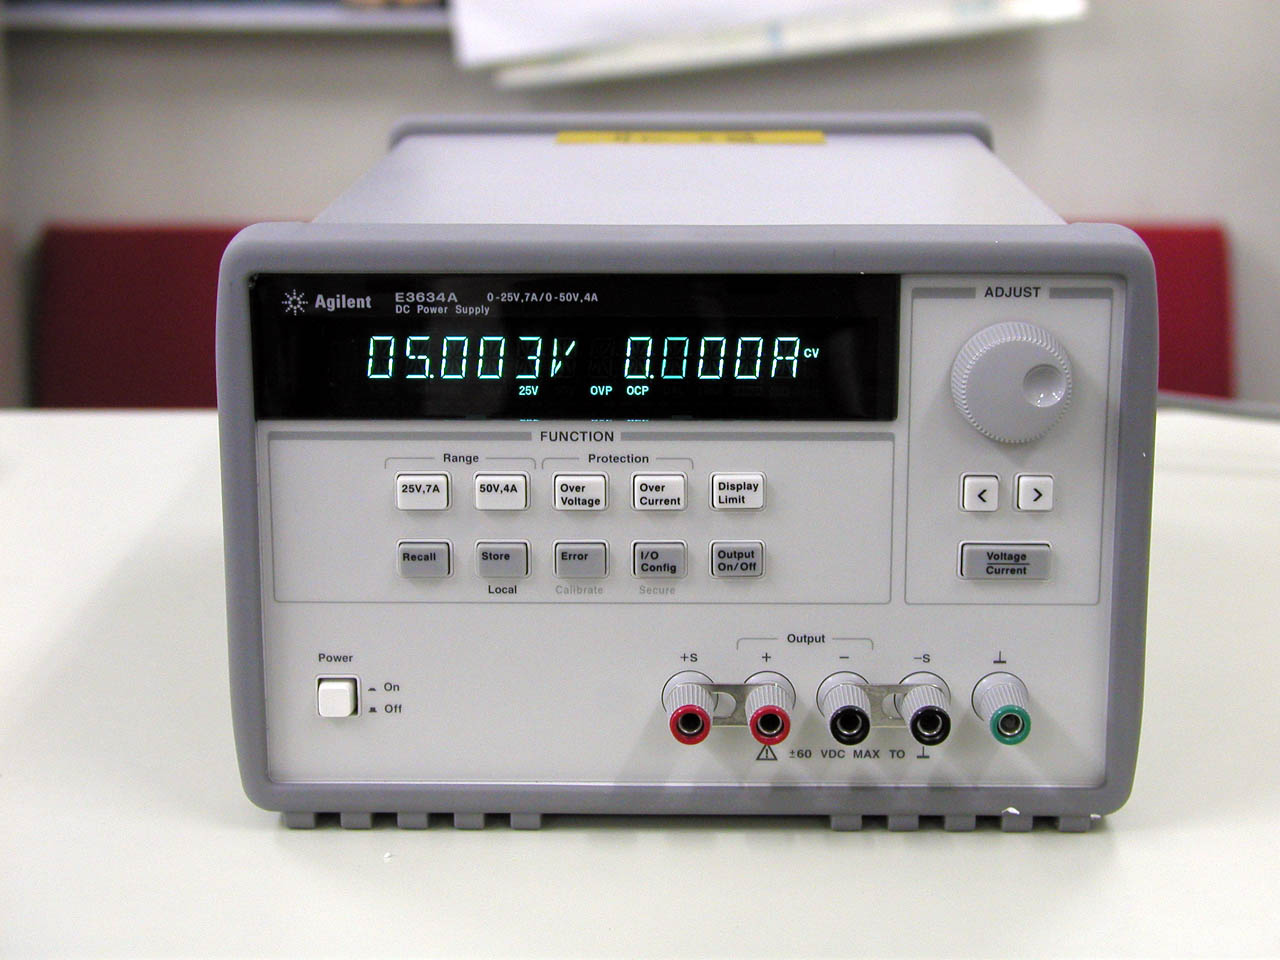 Agilent E3634A 0-25V,7A/0-50V,4A
DC Power Supply
05.003V 0.000A CV
25V OVP OCP
ADJUST
FUNCTION
Range Protection
25V,7A 50V,4A Over Voltage Over Current Display Limit
< >
Recall Store Error I/O Config Output On/Off
Voltage
Current
Local Calibrate Secure
Power
On
Off
Output
+S + − −S ⊥
⚠ ±60 VDC MAX TO ⊥